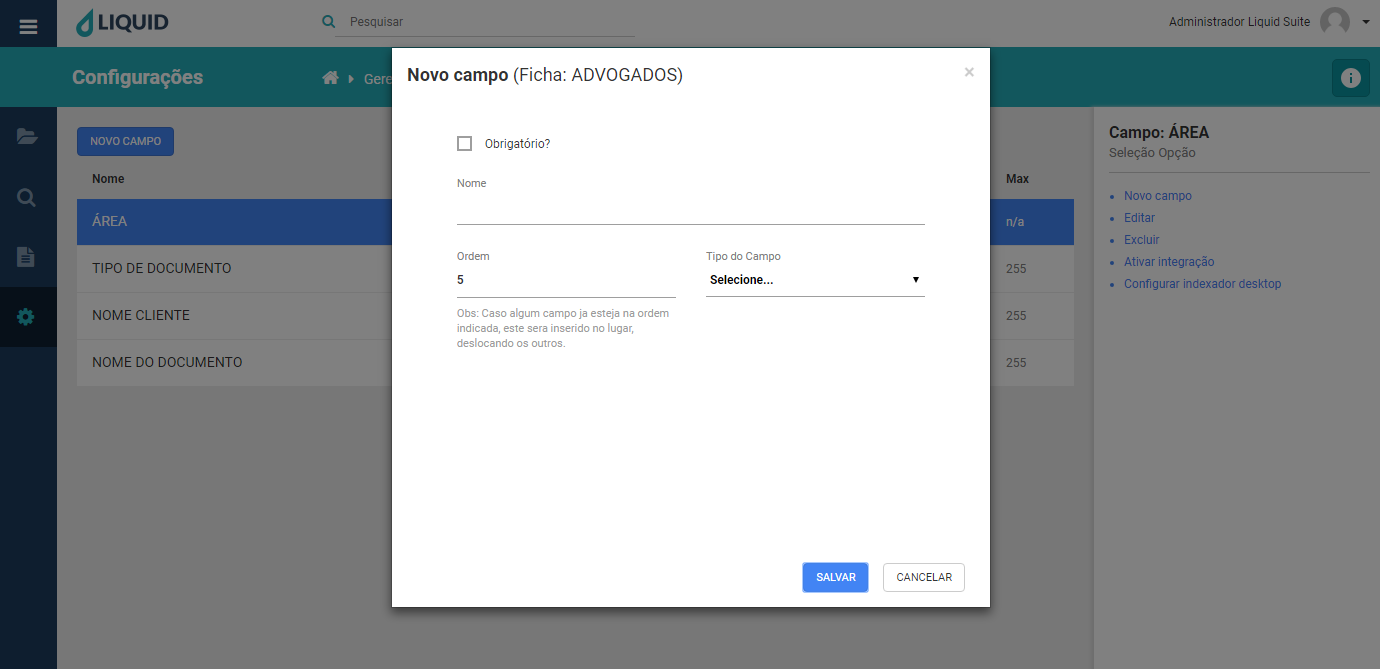 LIQUID
Pesquisar
Administrador Liquid Suite
Configurações
Gere
Novo campo (Ficha: ADVOGADOS)
×
Obrigatório?
Nome
Ordem
5
Tipo do Campo
Selecione...
Obs: Caso algum campo ja esteja na ordem
indicada, este sera inserido no lugar,
deslocando os outros.
SALVAR
CANCELAR
NOVO CAMPO
Nome
Max
ÁREA
n/a
TIPO DE DOCUMENTO
255
NOME CLIENTE
255
NOME DO DOCUMENTO
255
Campo: ÁREA
Seleção Opção
Novo campo
Editar
Excluir
Ativar integração
Configurar indexador desktop